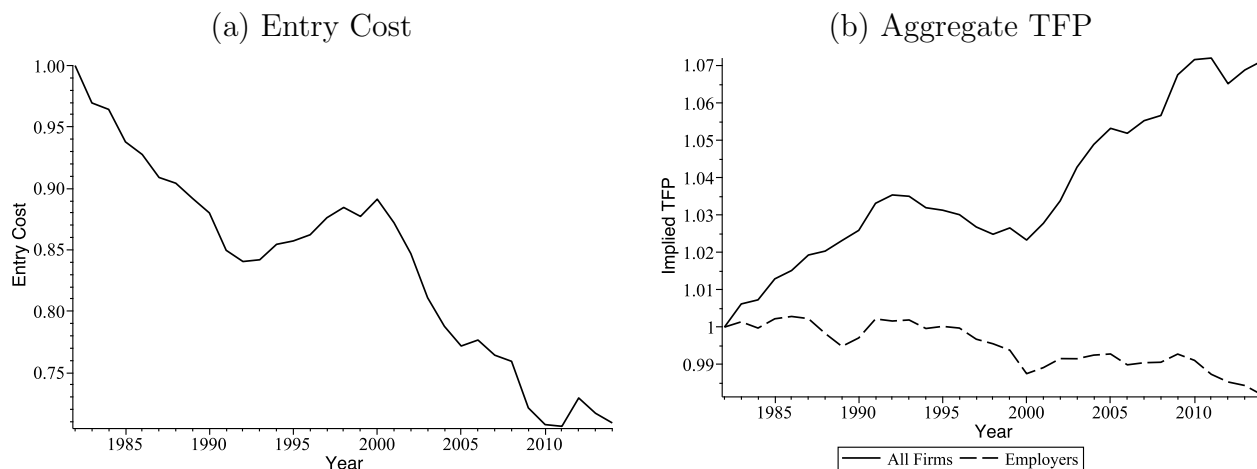 (a) Entry Cost
1.00
0.95
0.90
0.85
0.80
0.75
Entry Cost
1985 1990 1995 2000 2005 2010
Year
(b) Aggregate TFP
1.07
1.06
1.05
1.04
1.03
1.02
1.01
1
0.99
Implied TFP
1985 1990 1995 2000 2005 2010
Year
All Firms Employers